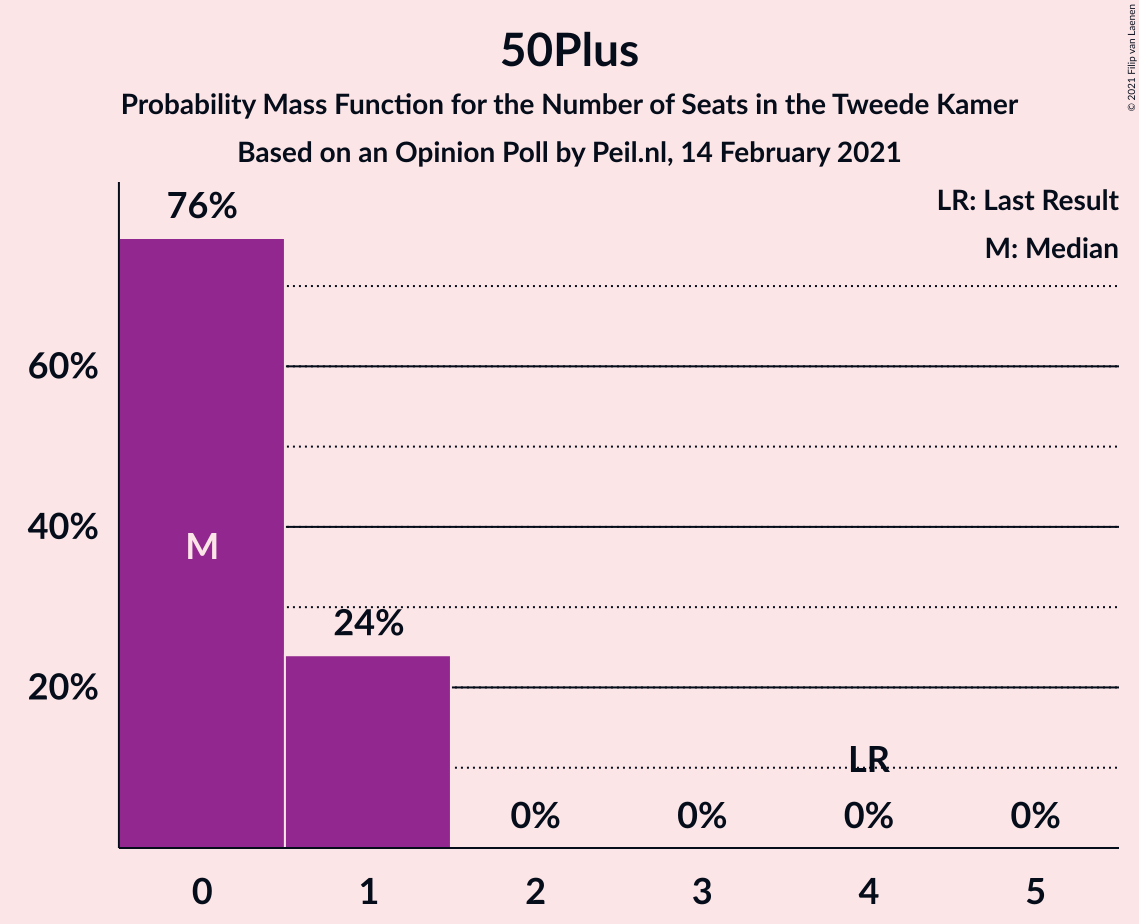 50Plus
Probability Mass Function for the Number of Seats in the Tweede Kamer
Based on an Opinion Poll by Peil.nl, 14 February 2021
© 2021 Filip van Laenen
LR: Last Result
M: Median
76%
60%
40%
M
24%
20%
LR
0%
0%
0%
0%
0
1
2
3
4
5